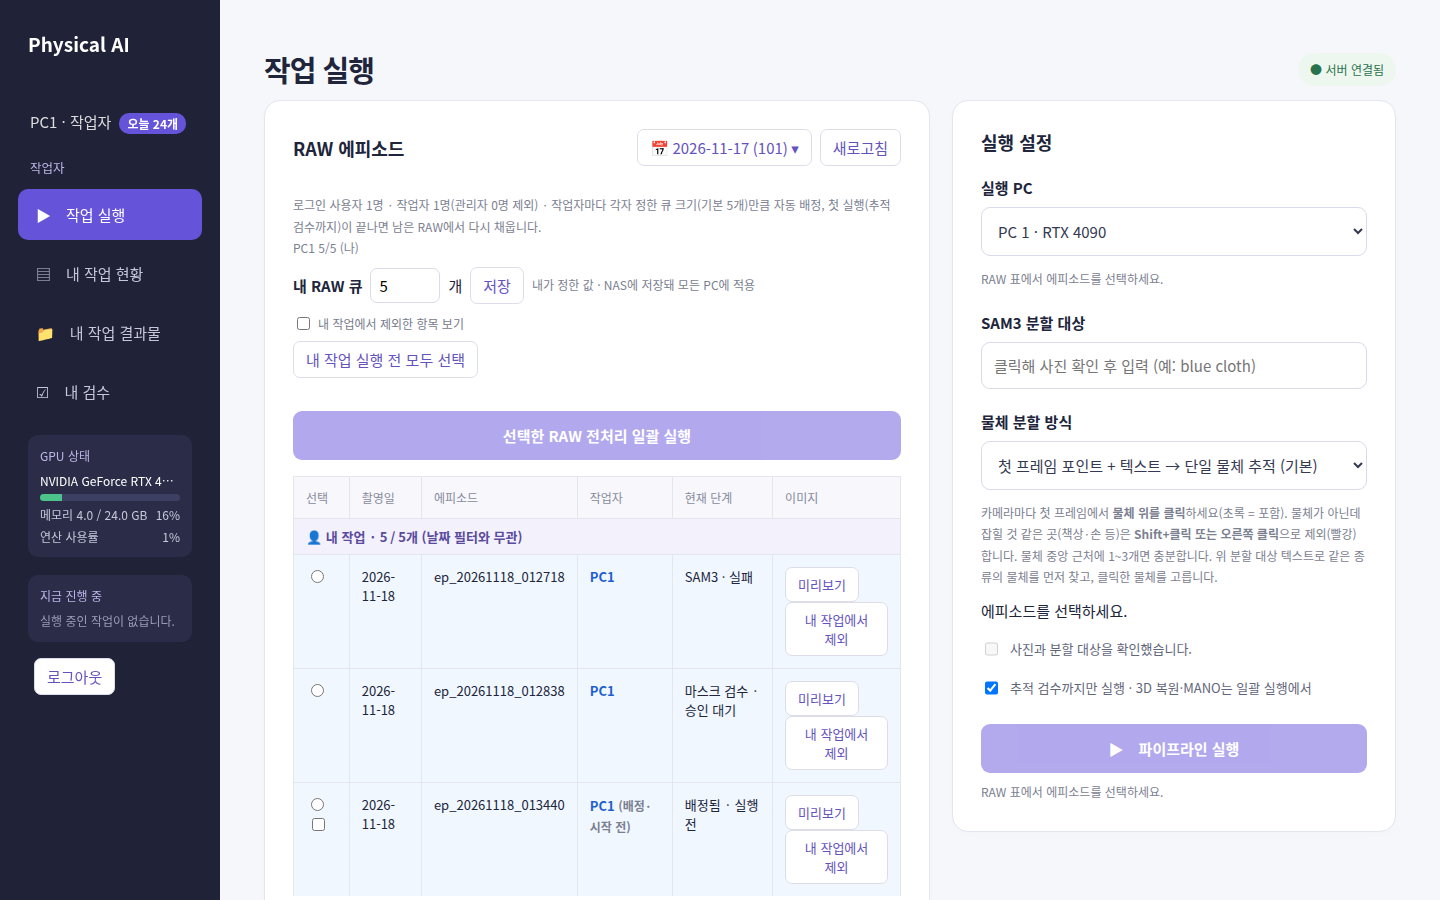 Physical AI
PC1 · 작업자 오늘 24개
작업자
▶ 작업 실행
내 작업 현황
내 작업 결과물
내 검수
GPU 상태
NVIDIA GeForce RTX 4…
메모리 4.0 / 24.0 GB 16%
연산 사용률 1%
지금 진행 중
실행 중인 작업이 없습니다.
로그아웃
작업 실행
● 서버 연결됨
RAW 에피소드
2026-11-17 (101) ▾
새로고침
로그인 사용자 1명 · 작업자 1명(관리자 0명 제외) · 작업자마다 각자 정한 큐 크기(기본 5개)만큼 자동 배정, 첫 실행(추적
검수까지)이 끝나면 남은 RAW에서 다시 채웁니다.
PC1 5/5 (나)
내 RAW 큐 5 개 저장 내가 정한 값 · NAS에 저장돼 모든 PC에 적용
내 작업에서 제외한 항목 보기
내 작업 실행 전 모두 선택
선택한 RAW 전처리 일괄 실행
선택 촬영일 에피소드 작업자 현재 단계 이미지
내 작업 · 5 / 5개 (날짜 필터와 무관)
2026-
11-18
ep_20261118_012718
PC1
SAM3 · 실패
미리보기
내 작업에서
제외
2026-
11-18
ep_20261118_012838
PC1
마스크 검수 ·
승인 대기
미리보기
내 작업에서
제외
2026-
11-18
ep_20261118_013440
PC1 (배정·
시작 전)
배정됨 · 실행
전
미리보기
내 작업에서
제외
실행 설정
실행 PC
PC 1 · RTX 4090
RAW 표에서 에피소드를 선택하세요.
SAM3 분할 대상
클릭해 사진 확인 후 입력 (예: blue cloth)
물체 분할 방식
첫 프레임 포인트 + 텍스트 → 단일 물체 추적 (기본)
카메라마다 첫 프레임에서 물체 위를 클릭하세요(초록 = 포함). 물체가 아닌데
잡힐 것 같은 곳(책상·손 등)은 Shift+클릭 또는 오른쪽 클릭으로 제외(빨강)
합니다. 물체 중앙 근처에 1~3개면 충분합니다. 위 분할 대상 텍스트로 같은 종
류의 물체를 먼저 찾고, 클릭한 물체를 고릅니다.
에피소드를 선택하세요.
사진과 분할 대상을 확인했습니다.
추적 검수까지만 실행 · 3D 복원·MANO는 일괄 실행에서
▶ 파이프라인 실행
RAW 표에서 에피소드를 선택하세요.